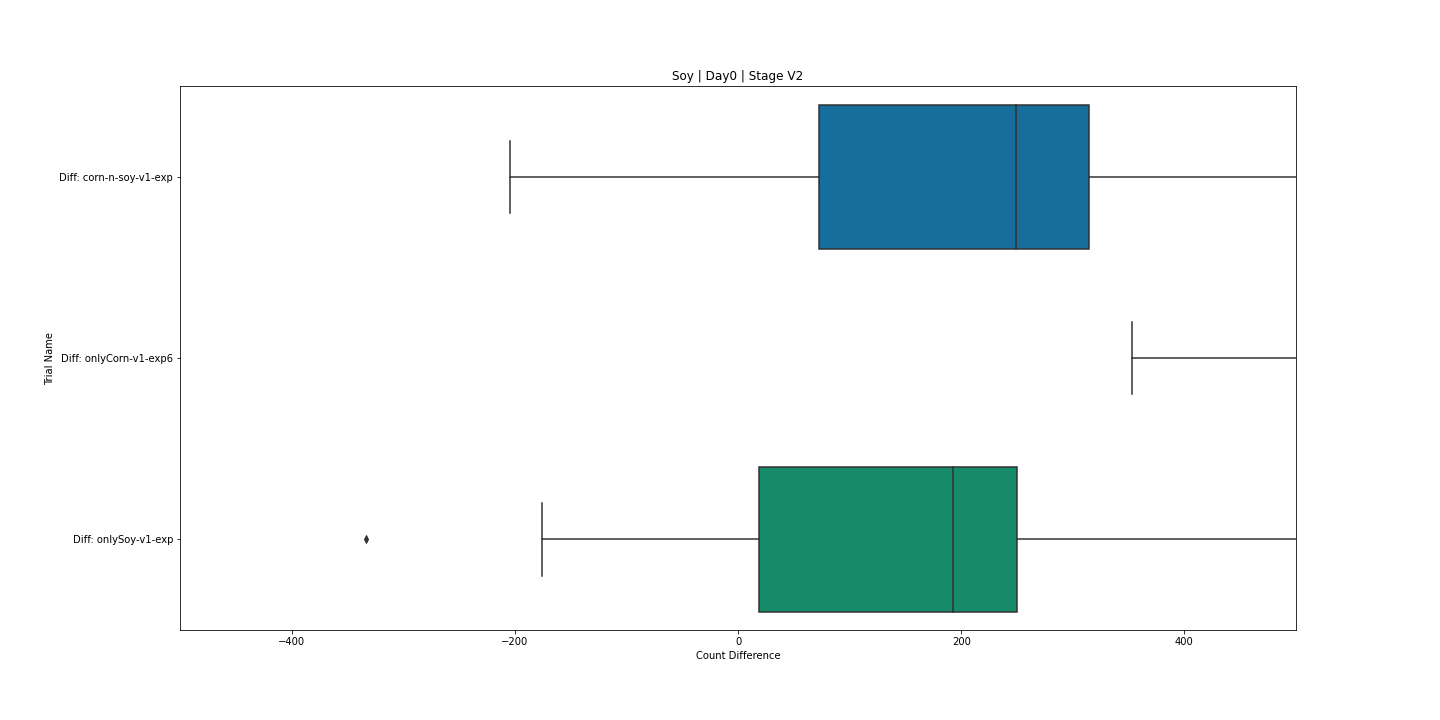 Soy | Day0 | Stage V2
Diff: corn-n-soy-v1-exp
Diff: onlyCorn-v1-exp6
Diff: onlySoy-v1-exp
Trial Name
−400 −200 0 200 400
Count Difference